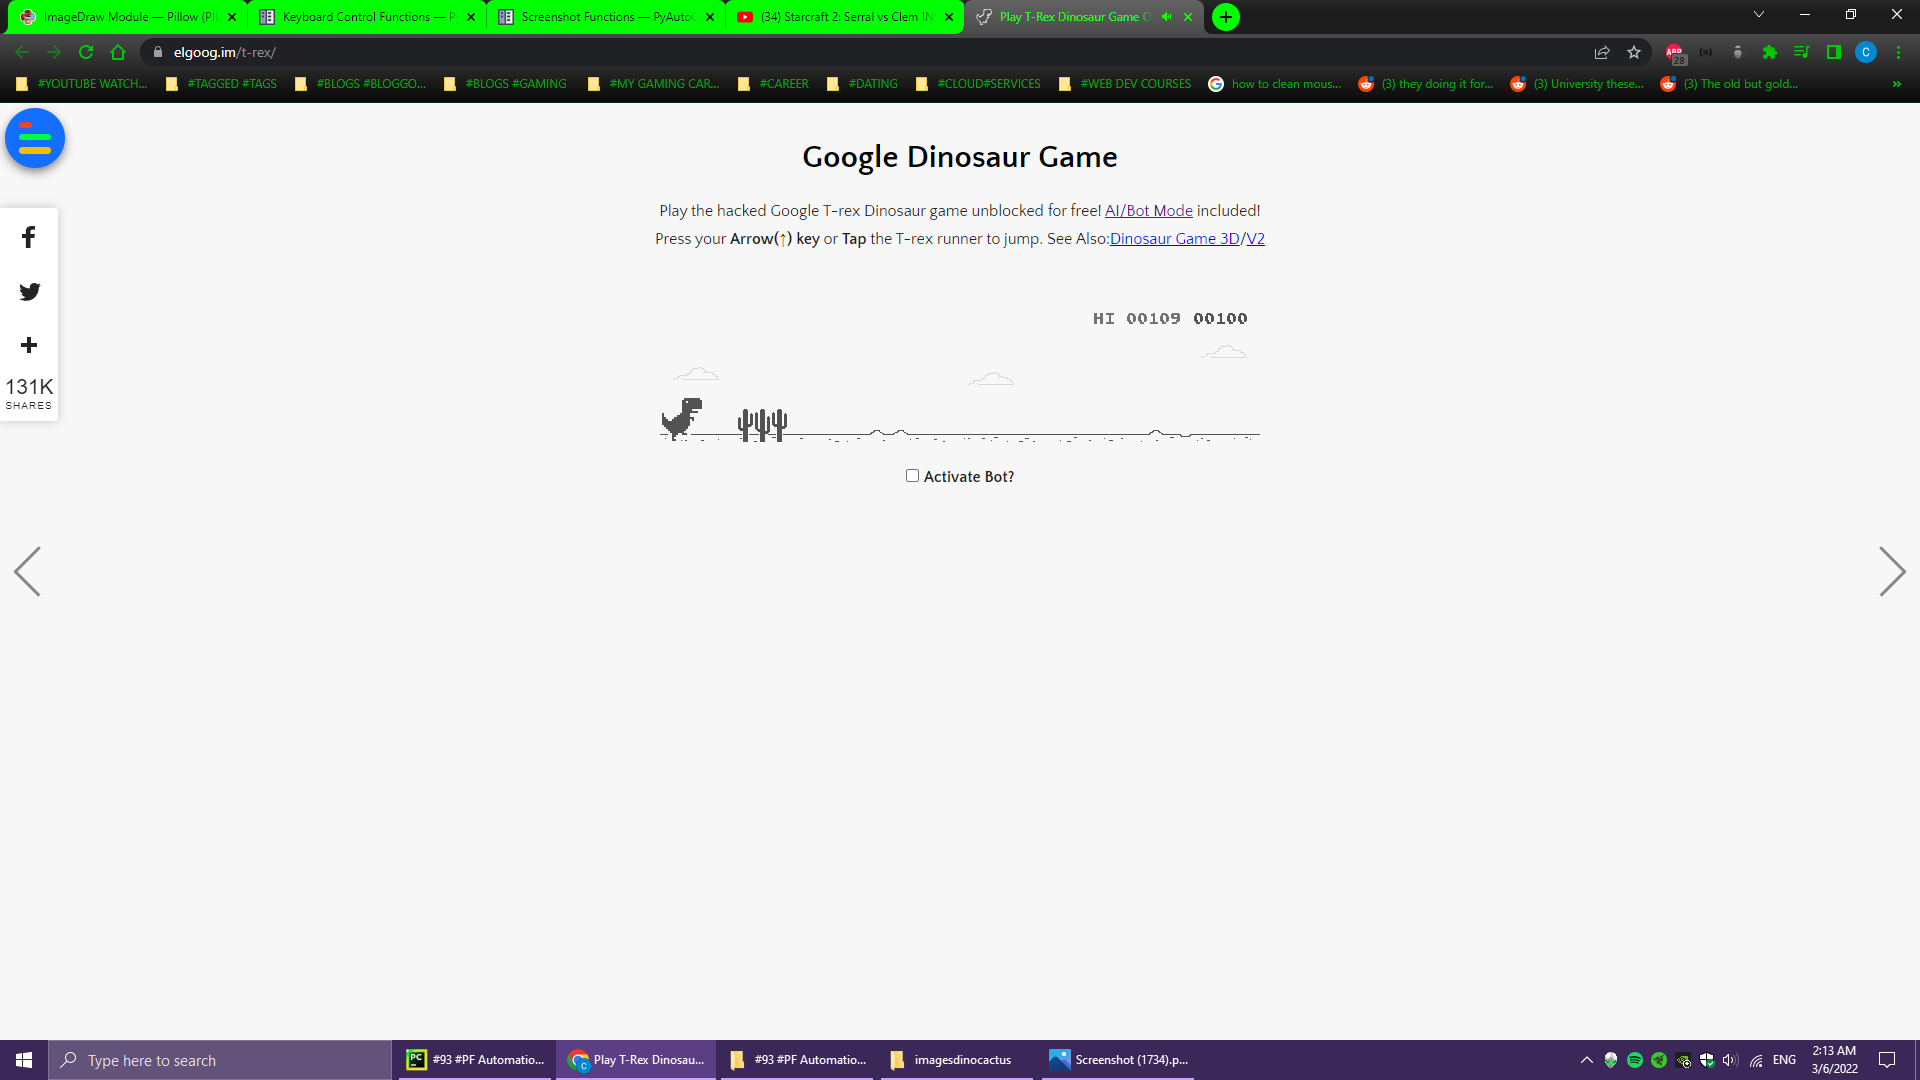 ImageDraw Module — Pillow (PIL
Keyboard Control Functions — P
Screenshot Functions — PyAuto
(34) Starcraft 2: Serral vs Clem IN
Play T-Rex Dinosaur Game O
elgoog.im/t-rex/
ABP
28
C
#YOUTUBE WATCH...
#TAGGED #TAGS
#BLOGS #BLOGGO...
#BLOGS #GAMING
#MY GAMING CAR...
#CAREER
#DATING
#CLOUD#SERVICES
#WEB DEV COURSES
how to clean mous...
(3) they doing it for...
(3) University these...
(3) The old but gold...
»
Google Dinosaur Game
Play the hacked Google T-rex Dinosaur game unblocked for free! AI/Bot Mode included!
Press your Arrow(↑) key or Tap the T-rex runner to jump. See Also:Dinosaur Game 3D/V2
131K
SHARES
HI 00109 00100
Activate Bot?
Type here to search
PC
#93 #PF Automatio...
C
Play T-Rex Dinosau...
#93 #PF Automatio...
imagesdinocactus
Screenshot (1734).p...
ENG
2:13 AM
3/6/2022